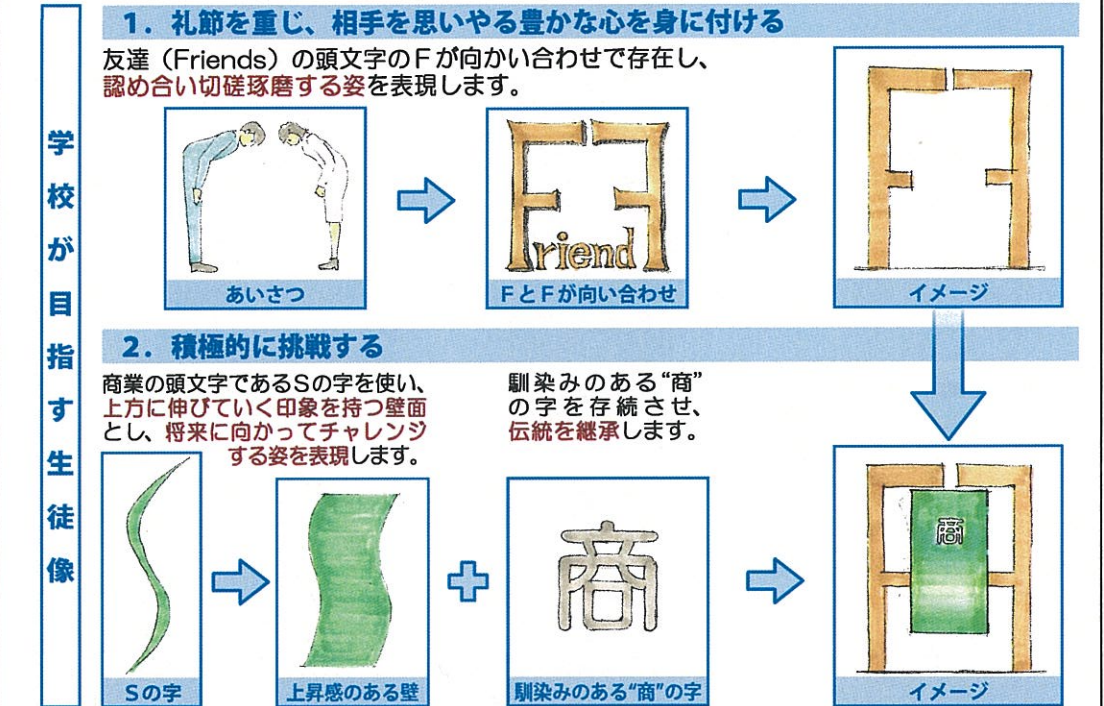 学校が目指す生徒像
1．礼節を重じ、相手を思いやる豊かな心を身に付ける
友達（Friends）の頭文字のFが向かい合わせで存在し、
認め合い切磋琢磨する姿を表現します。
あいさつ
Friend
FとFが向い合わせ
イメージ
2．積極的に挑戦する
商業の頭文字であるSの字を使い、
上方に伸びていく印象を持つ壁面
とし、将来に向かってチャレンジ
する姿を表現します。
馴染みのある“商”
の字を存続させ、
伝統を継承します。
Sの字
上昇感のある壁
商
馴染みのある“商”の字
商
イメージ